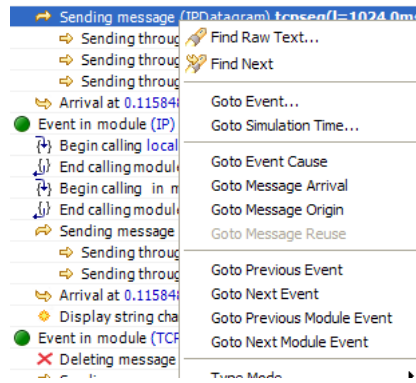 Sending message (IPDatagram) tcpseg(l=1024,0ms
Sending throug
Sending throug
Sending throug
Arrival at 0.115848
Event in module (IP)
Begin calling local
End calling module
Begin calling in m
End calling module
Sending message
Sending throug
Sending throug
Arrival at 0.115848
Display string cha
Event in module (TCP
Deleting message
Find Raw Text...
Find Next
Goto Event...
Goto Simulation Time...
Goto Event Cause
Goto Message Arrival
Goto Message Origin
Goto Message Reuse
Goto Previous Event
Goto Next Event
Goto Previous Module Event
Goto Next Module Event
Type Mode